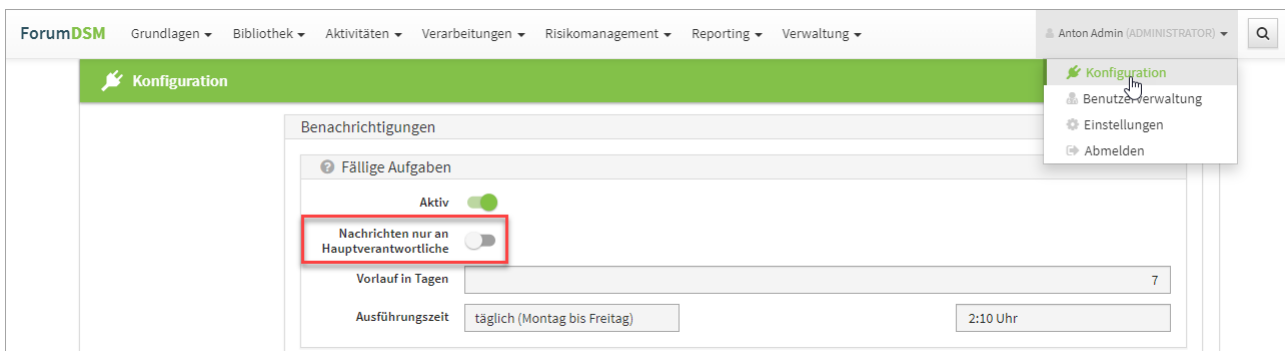 ForumDSM Grundlagen Bibliothek Aktivitäten Verarbeitungen Risikomanagement Reporting Verwaltung Anton Admin (ADMINISTRATOR)
Konfiguration
Konfiguration
Benutzerverwaltung
Einstellungen
Abmelden
Benachrichtigungen
Fällige Aufgaben
Aktiv
Nachrichten nur an
Hauptverantwortliche
Vorlauf in Tagen 7
Ausführungszeit täglich (Montag bis Freitag) 2:10 Uhr